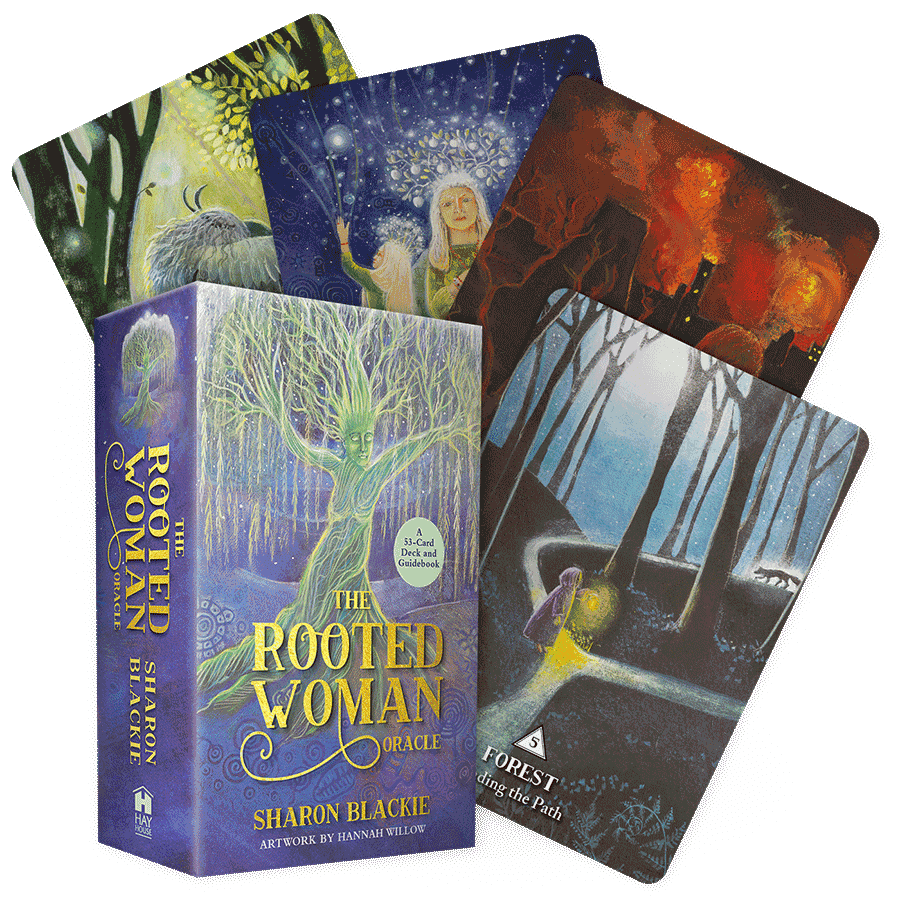 THE
ROOTED
WOMAN
ORACLE
SHARON
BLACKIE
HAY
HOUSE
A
53-Card
Deck and
Guidebook
THE
ROOTED
WOMAN
ORACLE
SHARON BLACKIE
ARTWORK BY HANNAH WILLOW
5
FOREST
ding the Path